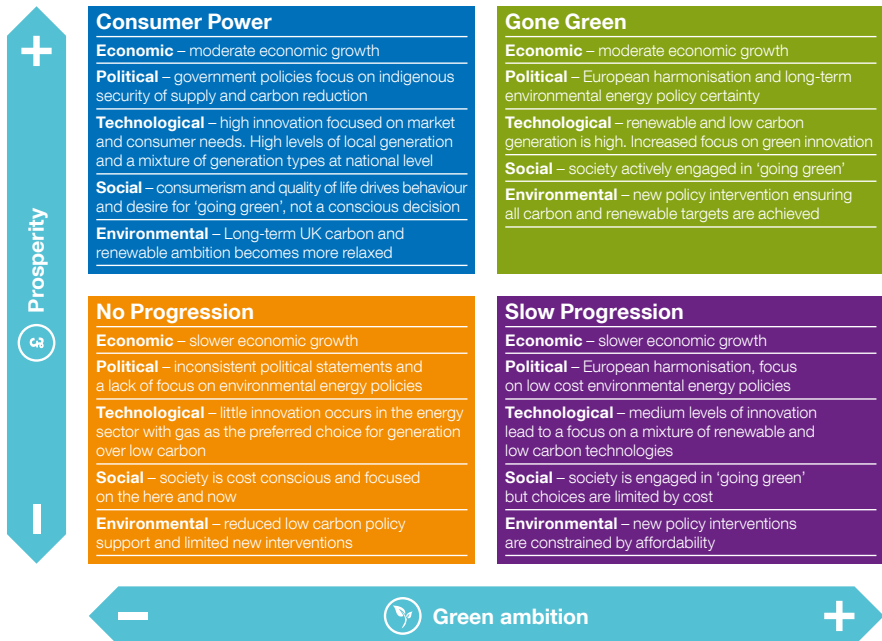 Consumer Power
Economic – moderate economic growth
Political – government policies focus on indigenous
security of supply and carbon reduction
Technological – high innovation focused on market
and consumer needs. High levels of local generation
and a mixture of generation types at national level
Social – consumerism and quality of life drives behaviour
and desire for ‘going green’, not a conscious decision
Environmental – Long-term UK carbon and
renewable ambition becomes more relaxed
Gone Green
Economic – moderate economic growth
Political – European harmonisation and long-term
environmental energy policy certainty
Technological – renewable and low carbon
generation is high. Increased focus on green innovation
Social – society actively engaged in ‘going green’
Environmental – new policy intervention ensuring
all carbon and renewable targets are achieved
+
Prosperity
£
−
No Progression
Economic – slower economic growth
Political – inconsistent political statements and
a lack of focus on environmental energy policies
Technological – little innovation occurs in the energy
sector with gas as the preferred choice for generation
over low carbon
Social – society is cost conscious and focused
on the here and now
Environmental – reduced low carbon policy
support and limited new interventions
Slow Progression
Economic – slower economic growth
Political – European harmonisation, focus
on low cost environmental energy policies
Technological – medium levels of innovation
lead to a focus on a mixture of renewable and
low carbon technologies
Social – society is engaged in ‘going green’
but choices are limited by cost
Environmental – new policy interventions
are constrained by affordability
− Green ambition +